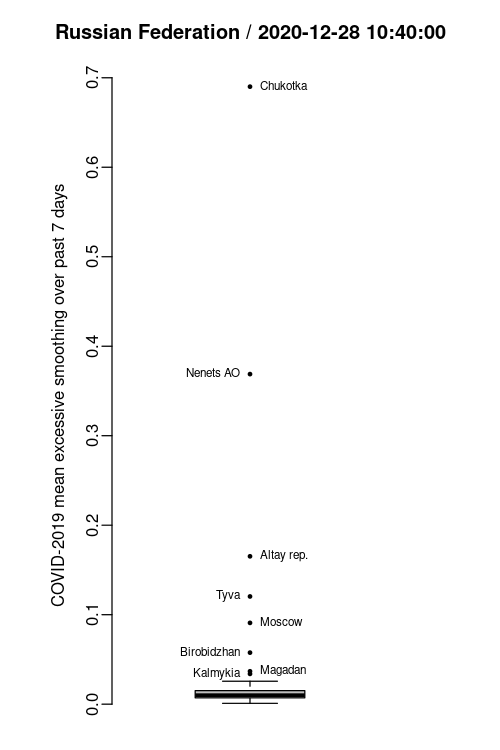 Russian Federation / 2020-12-28 10:40:00
COVID-2019 mean excessive smoothing over past 7 days
0.7
0.6
0.5
0.4
0.3
0.2
0.1
0.0
Chukotka
Nenets AO
Altay rep.
Tyva
Moscow
Birobidzhan
Magadan
Kalmykia